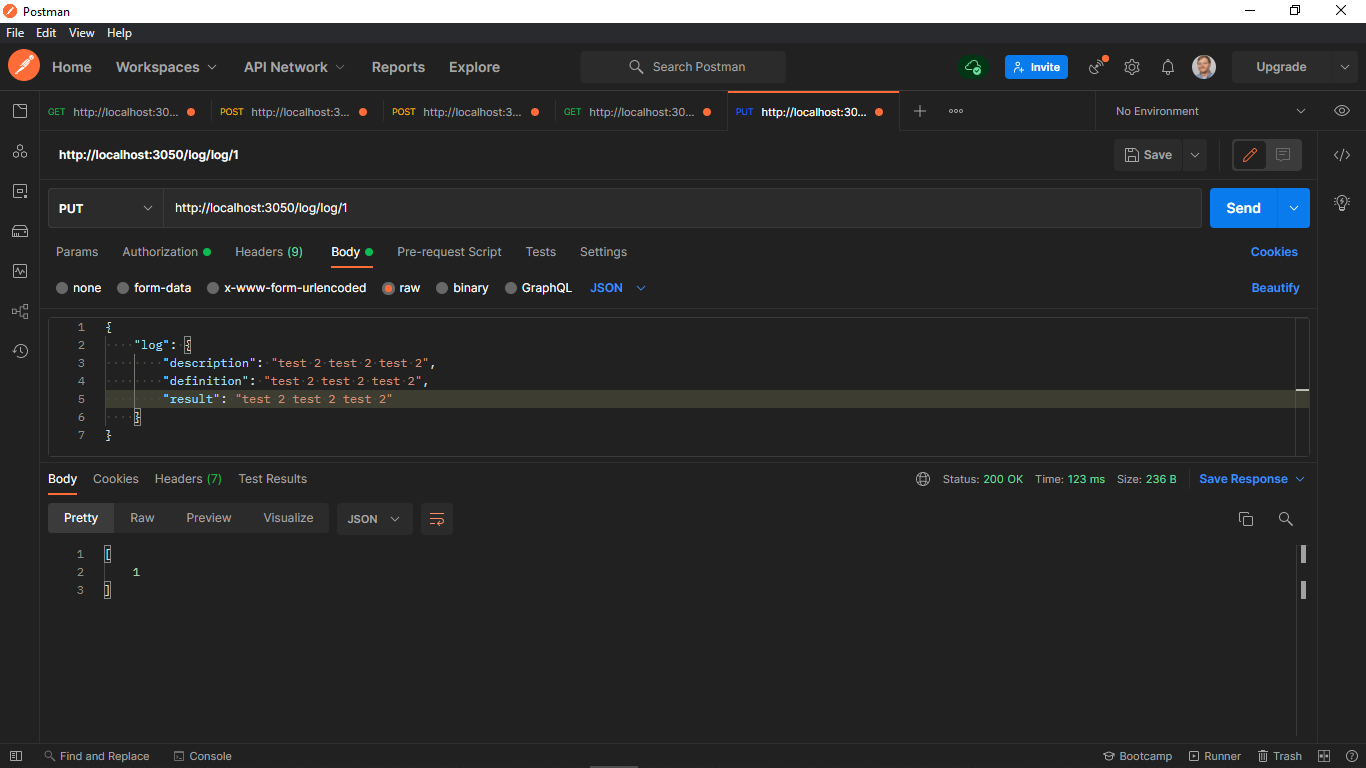 Postman
File Edit View Help
Home Workspaces API Network Reports Explore Search Postman Invite Upgrade
GET http://localhost:30... POST http://localhost:3... POST http://localhost:3... GET http://localhost:30... PUT http://localhost:30... No Environment
http://localhost:3050/log/log/1 Save
PUT http://localhost:3050/log/log/1 Send
Params Authorization Headers (9) Body Pre-request Script Tests Settings Cookies
none form-data x-www-form-urlencoded raw binary GraphQL JSON Beautify
1 {
2 "log": {
3 "description": "test 2 test 2 test 2",
4 "definition": "test 2 test 2 test 2",
5 "result": "test 2 test 2 test 2"
6 }
7 }
Body Cookies Headers (7) Test Results Status: 200 OK Time: 123 ms Size: 236 B Save Response
Pretty Raw Preview Visualize JSON
1 [
2 1
3 ]
Find and Replace Console Bootcamp Runner Trash